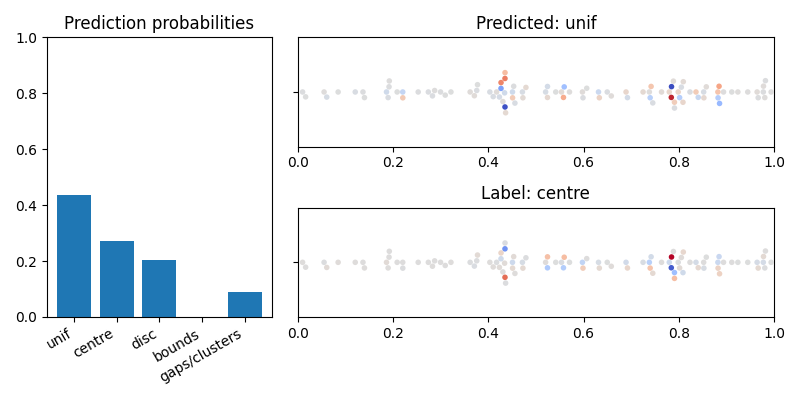 Prediction probabilities
1.0
0.8
0.6
0.4
0.2
0.0
unif
centre
disc
bounds
gaps/clusters
Predicted: unif
0.0 0.2 0.4 0.6 0.8 1.0
Label: centre
0.0 0.2 0.4 0.6 0.8 1.0